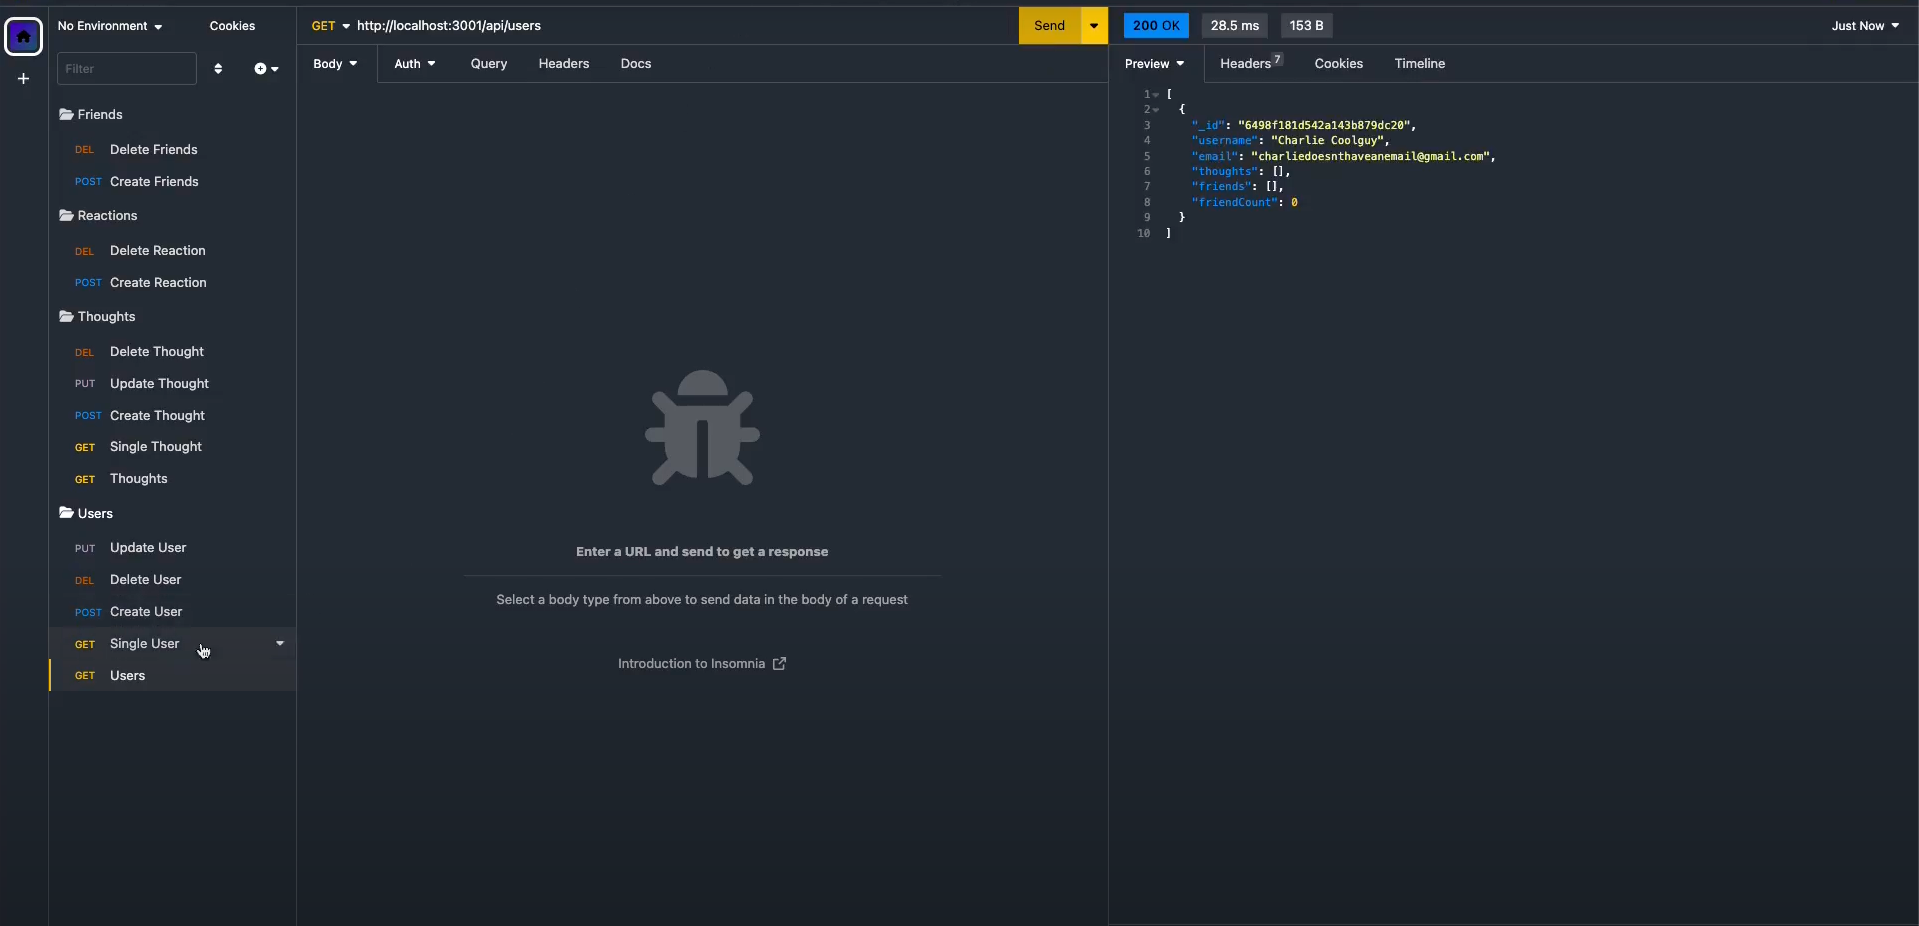 No Environment
Cookies
GET http://localhost:3001/api/users
Send
200 OK
28.5 ms
153 B
Just Now
Filter
Body
Auth
Query
Headers
Docs
Preview
Headers 7
Cookies
Timeline
Friends
DEL Delete Friends
POST Create Friends
Reactions
DEL Delete Reaction
POST Create Reaction
Thoughts
DEL Delete Thought
PUT Update Thought
POST Create Thought
GET Single Thought
GET Thoughts
Users
PUT Update User
DEL Delete User
POST Create User
GET Single User
GET Users
Enter a URL and send to get a response
Select a body type from above to send data in the body of a request
Introduction to Insomnia
1 [
2 {
3 "_id": "6498f181d542a143b879dc20",
4 "username": "Charlie Coolguy",
5 "email": "charliedoesnthaveanemail@gmail.com",
6 "thoughts": [],
7 "friends": [],
8 "friendCount": 0
9 }
10 ]